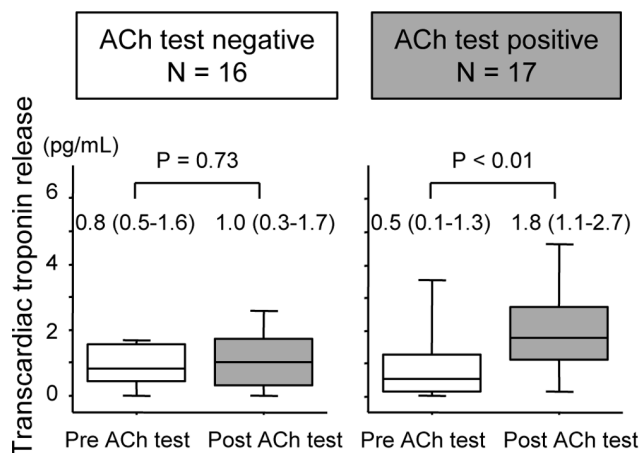 ACh test negative
N = 16
ACh test positive
N = 17
Transcardiac troponin release
(pg/mL)
P = 0.73
P < 0.01
6
0.8 (0.5-1.6)
1.0 (0.3-1.7)
0.5 (0.1-1.3)
1.8 (1.1-2.7)
4
2
0
Pre ACh test
Post ACh test
Pre ACh test
Post ACh test